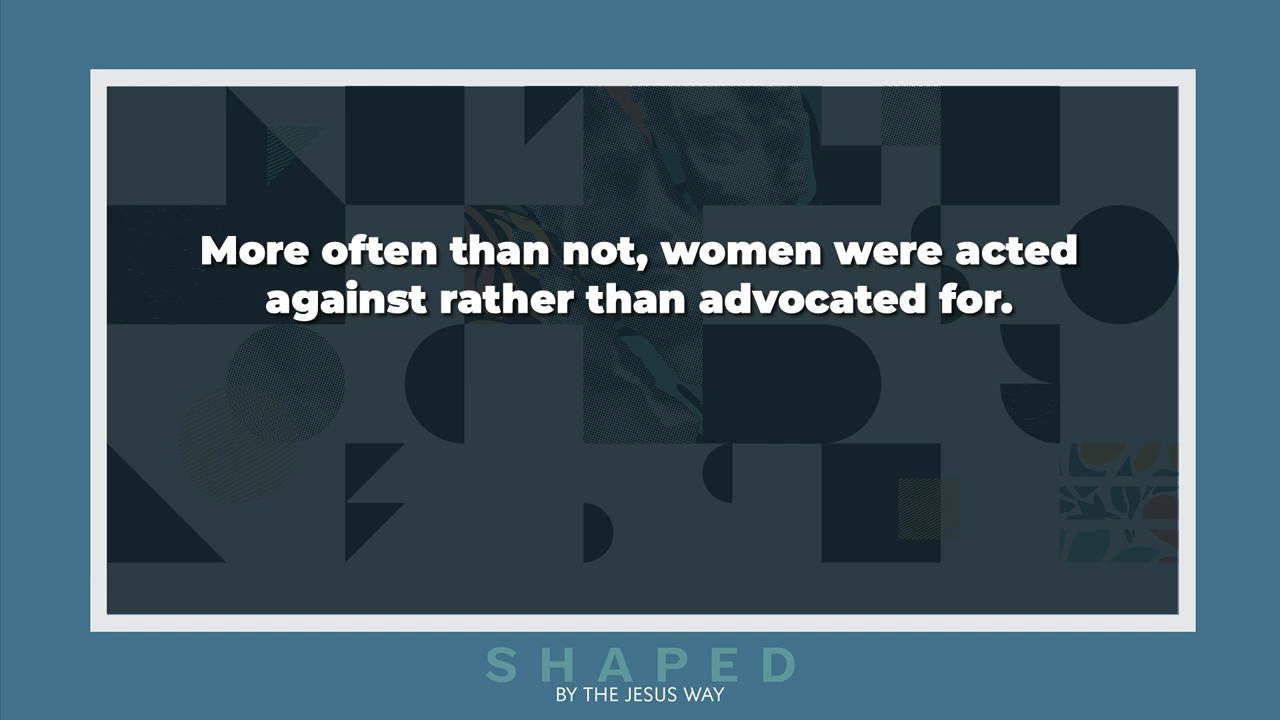 More often than not, women were acted
against rather than advocated for.
SHAPED
BY THE JESUS WAY